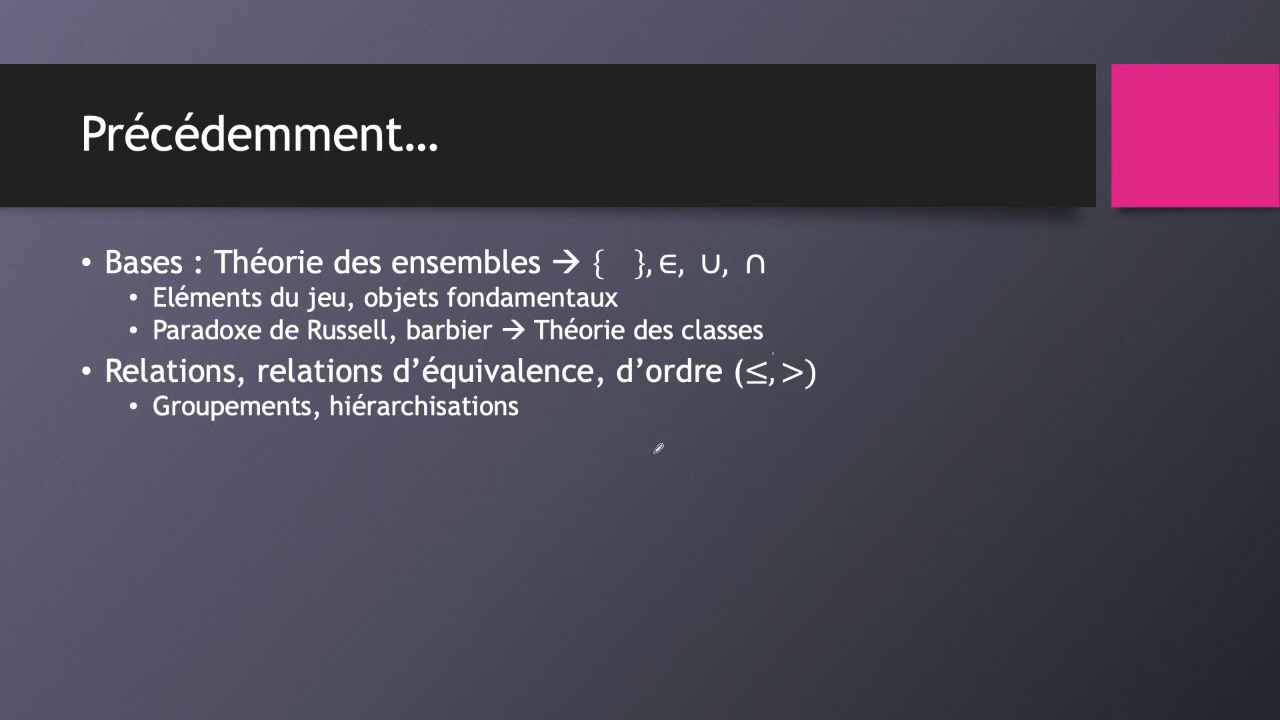 Précédemment…
• Bases : Théorie des ensembles → { }, ∈, ∪, ∩
• Eléments du jeu, objets fondamentaux
• Paradoxe de Russell, barbier → Théorie des classes
• Relations, relations d’équivalence, d’ordre (≤, >)
• Groupements, hiérarchisations